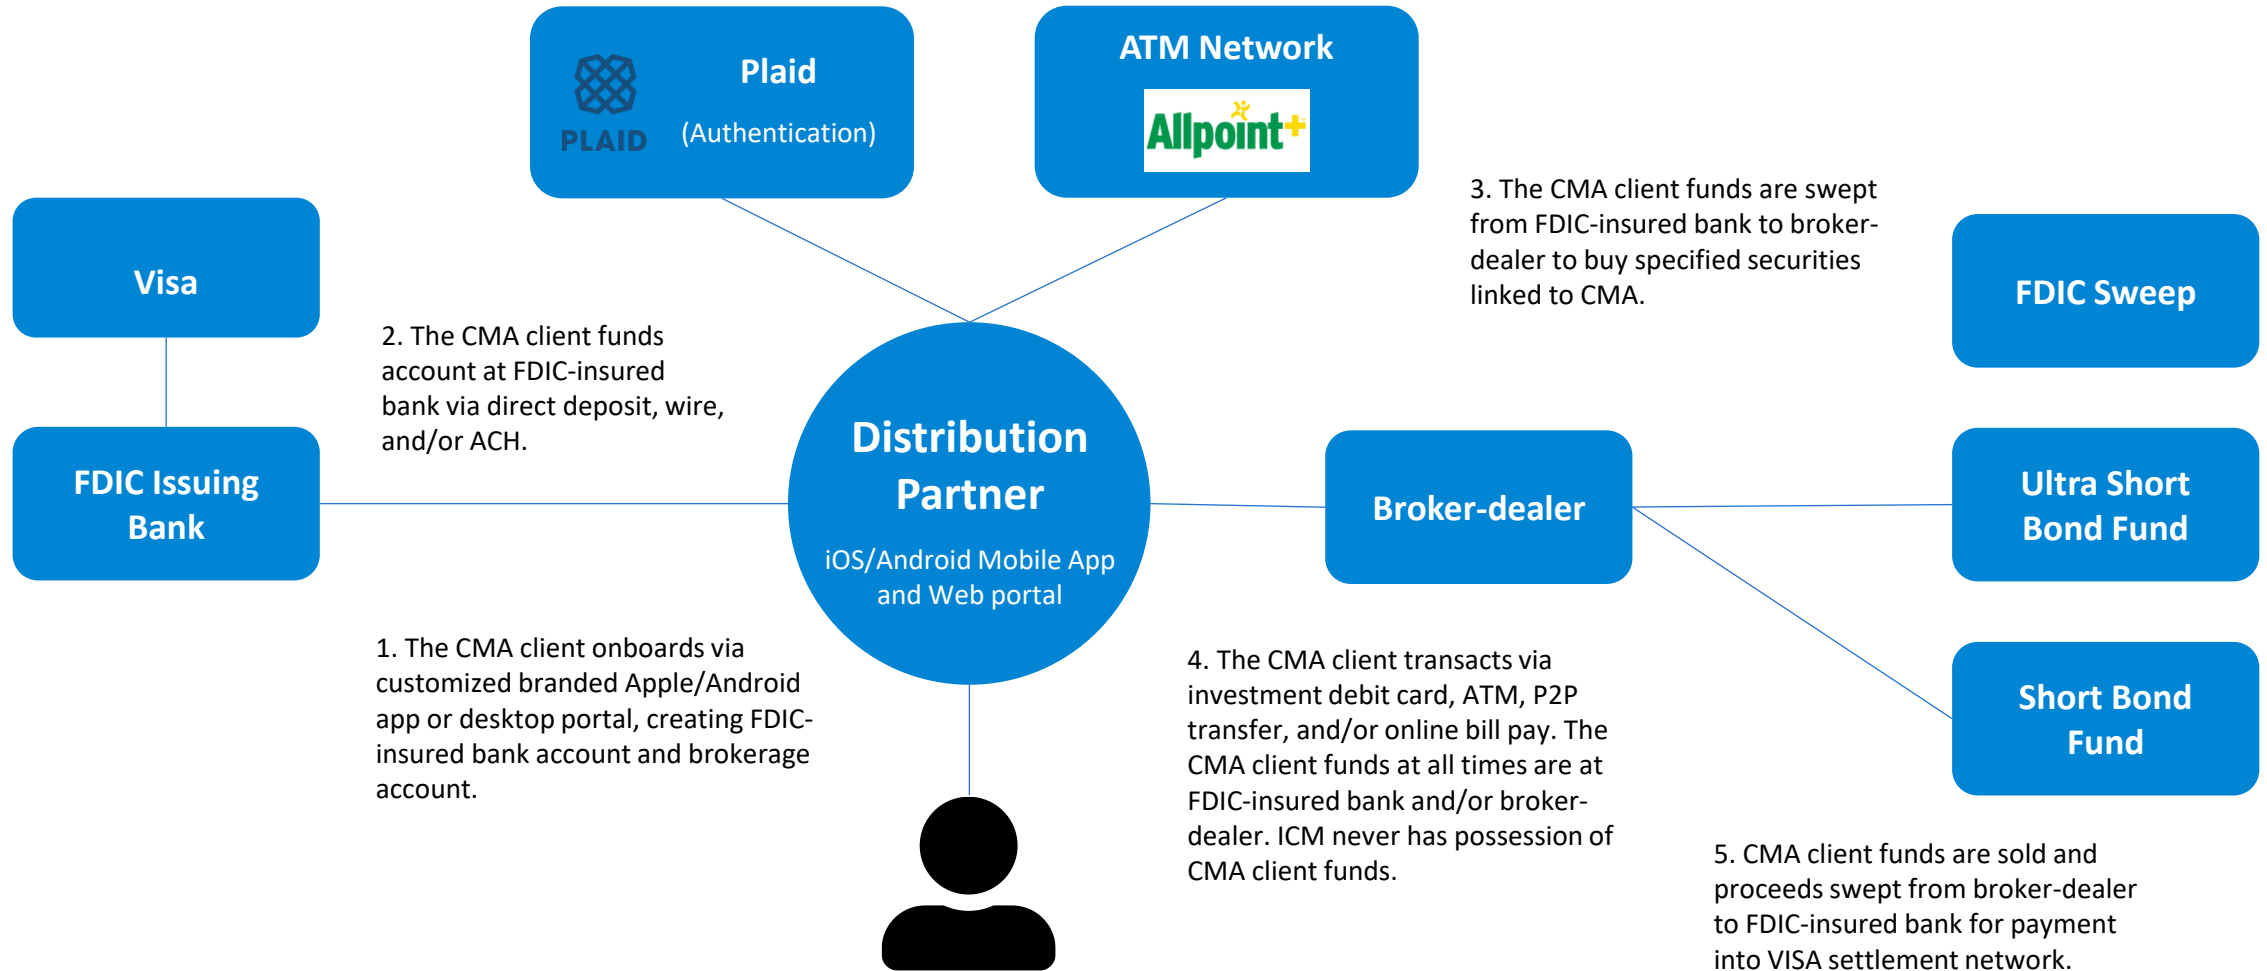 Plaid
(Authentication)
PLAID
ATM Network
Allpoint+
Visa
FDIC Issuing
Bank
2. The CMA client funds
account at FDIC-insured
bank via direct deposit, wire,
and/or ACH.
3. The CMA client funds are swept
from FDIC-insured bank to broker-
dealer to buy specified securities
linked to CMA.
FDIC Sweep
Distribution
Partner
iOS/Android Mobile App
and Web portal
Broker-dealer
Ultra Short
Bond Fund
Short Bond
Fund
1. The CMA client onboards via
customized branded Apple/Android
app or desktop portal, creating FDIC-
insured bank account and brokerage
account.
4. The CMA client transacts via
investment debit card, ATM, P2P
transfer, and/or online bill pay. The
CMA client funds at all times are at
FDIC-insured bank and/or broker-
dealer. ICM never has possession of
CMA client funds.
5. CMA client funds are sold and
proceeds swept from broker-dealer
to FDIC-insured bank for payment
into VISA settlement network.